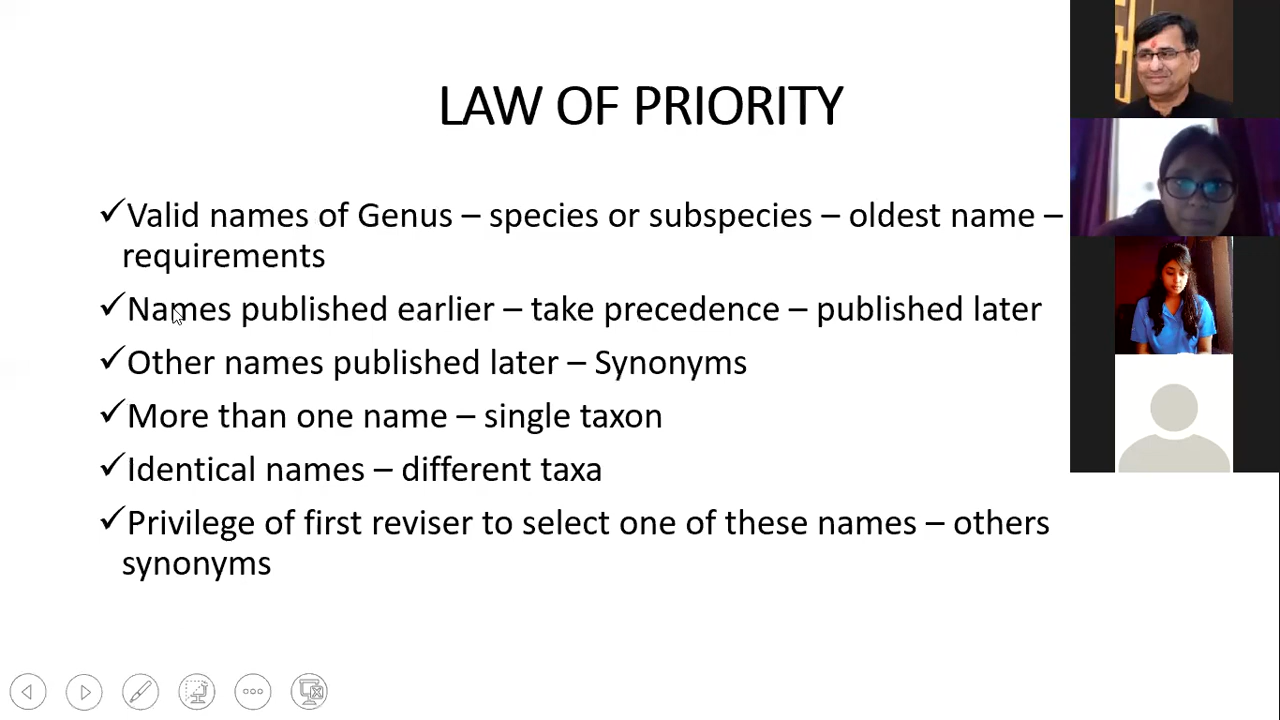 LAW OF PRIORITY
✓Valid names of Genus – species or subspecies – oldest name –
requirements
✓Names published earlier – take precedence – published later
✓Other names published later – Synonyms
✓More than one name – single taxon
✓Identical names – different taxa
✓Privilege of first reviser to select one of these names – others
synonyms